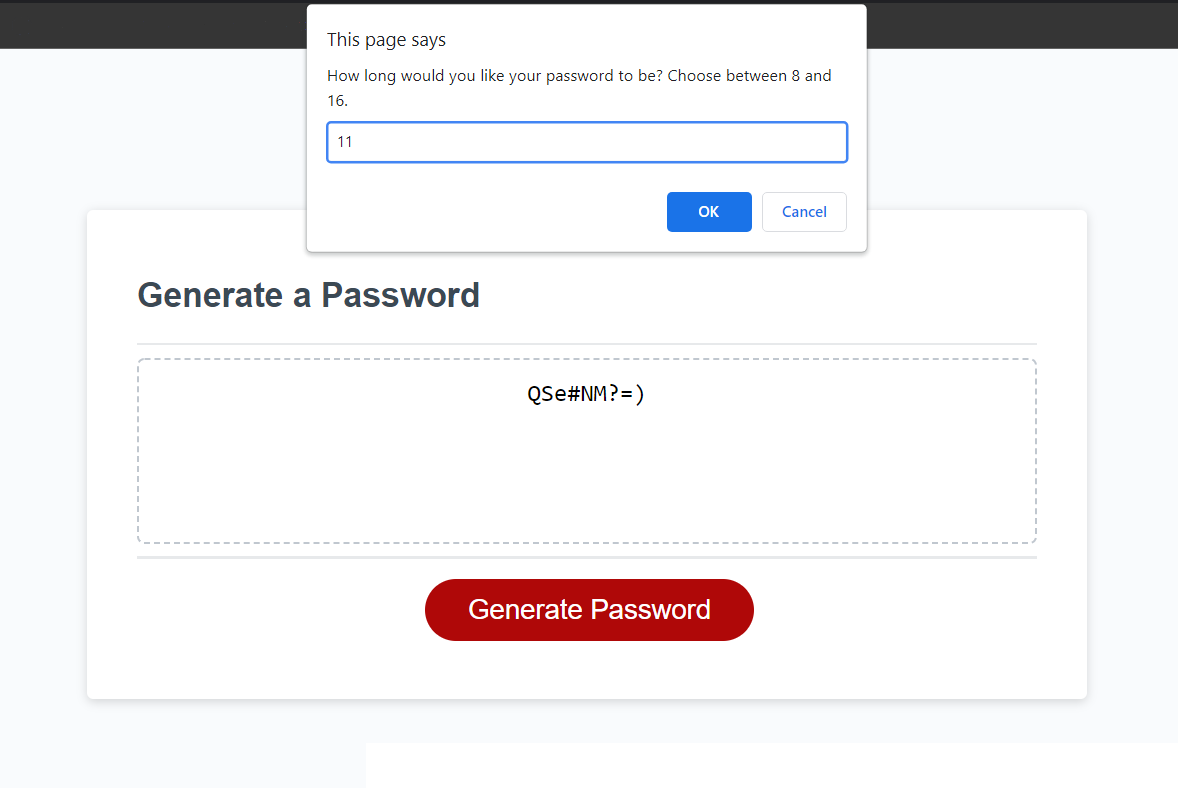 This page says
How long would you like your password to be? Choose between 8 and
16.
11
OK
Cancel
Generate a Password
QSe#NM?=)
Generate Password